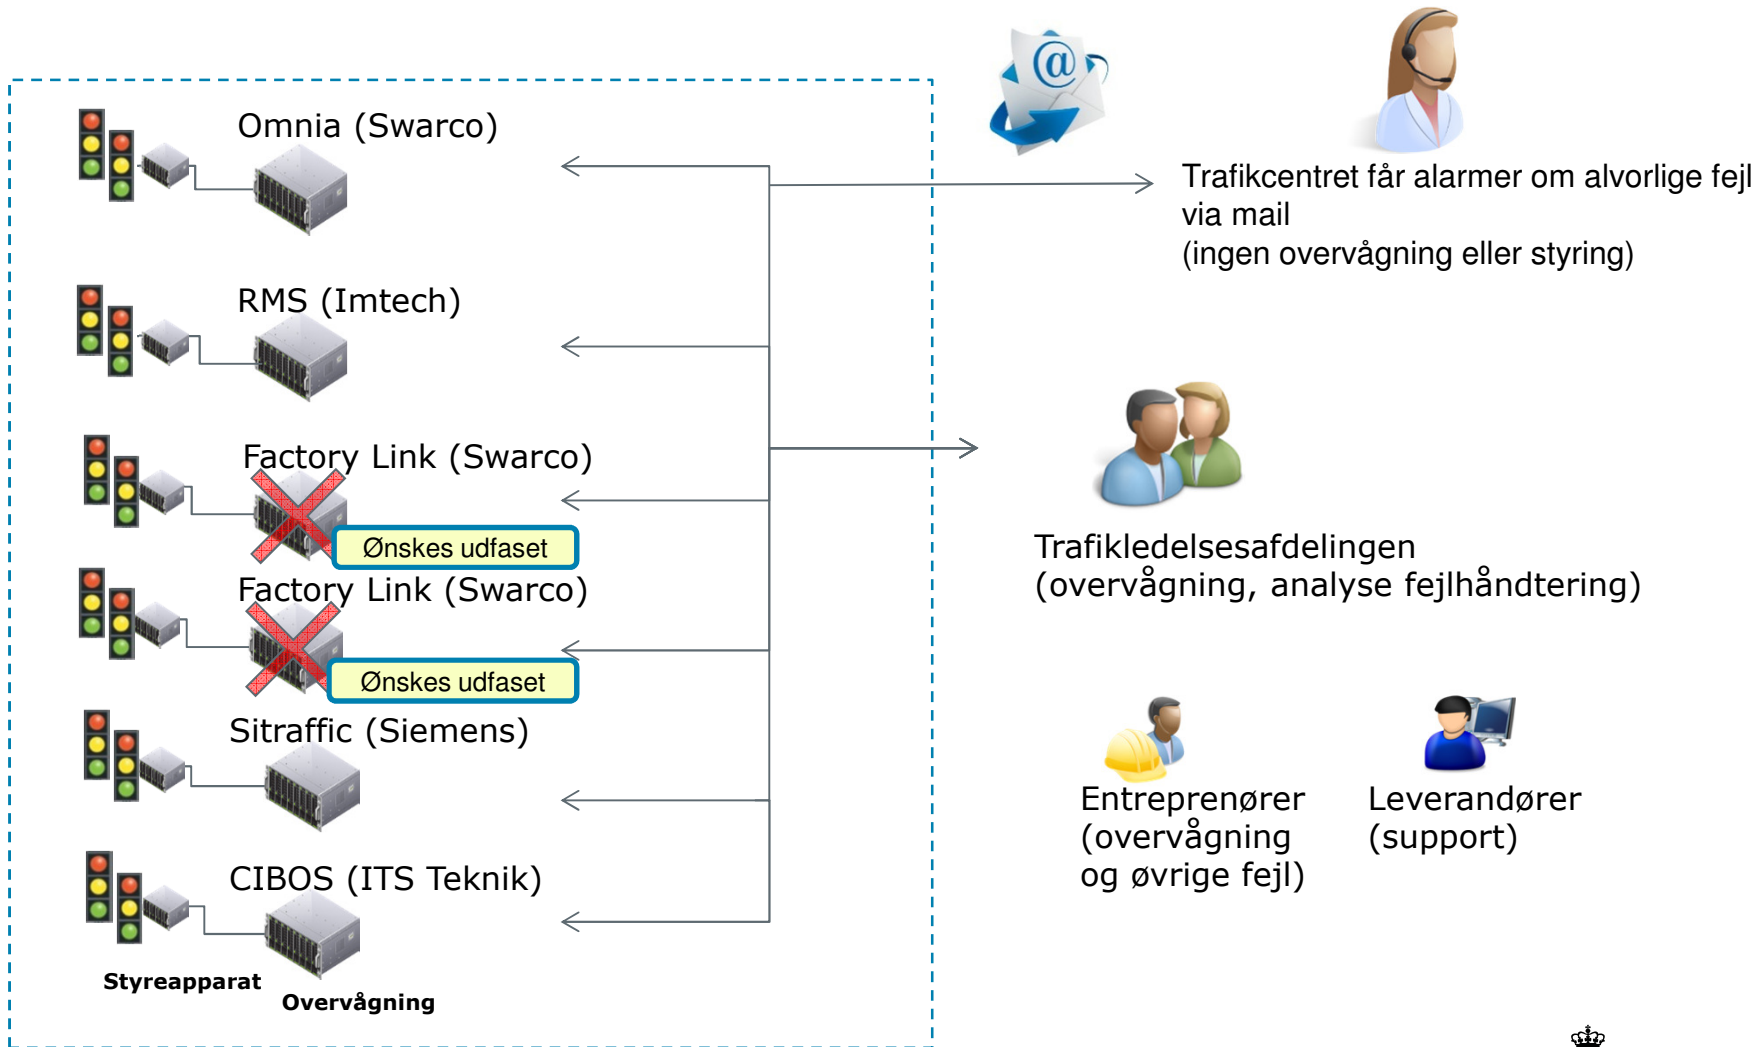 Omnia (Swarco)
RMS (Imtech)
Factory Link (Swarco)
Ønskes udfaset
Factory Link (Swarco)
Ønskes udfaset
Sitraffic (Siemens)
CIBOS (ITS Teknik)
Styreapparat
Overvågning
@
Trafikcentret får alarmer om alvorlige fejl
via mail
(ingen overvågning eller styring)
Trafikledelsesafdelingen
(overvågning, analyse fejlhåndtering)
Entreprenører
(overvågning
og øvrige fejl)
Leverandører
(support)